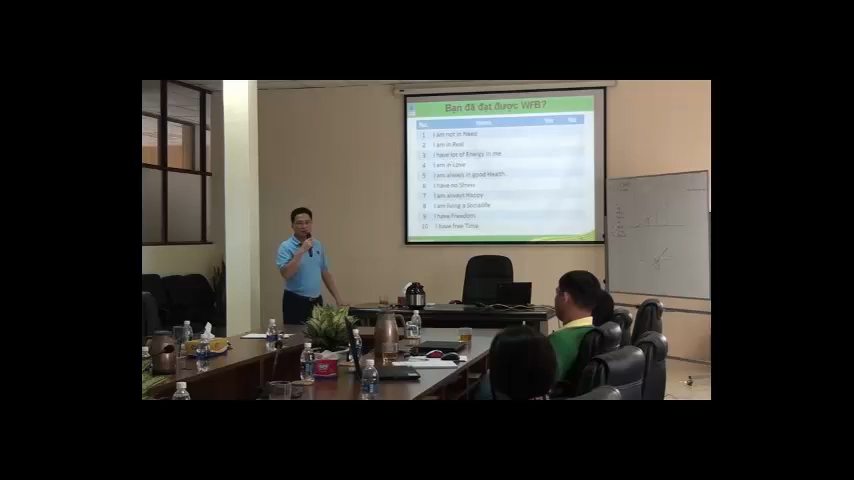 Bạn đã đạt được WFB?
No. Items Yes No
1 I am not in Need
2 I am in Rest
3 I have lot of Energy in me
4 I am in Love
5 I am always in good Health
6 I have no Stress
7 I am always Happy
8 I am living a
9 I have Freedom
10 I have free Time